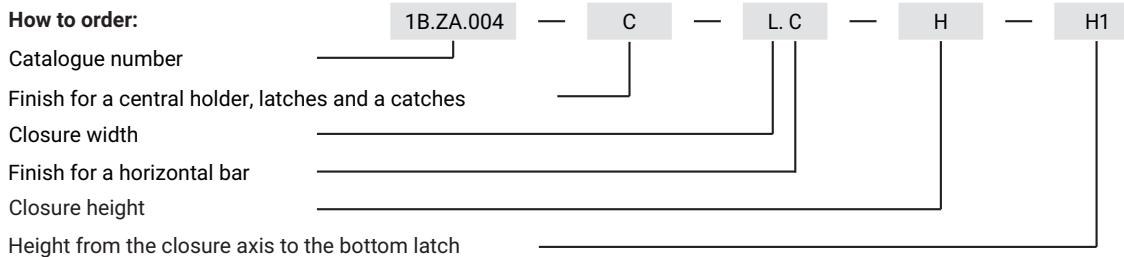 How to order: 1B.ZA.004 — C — L. C — H — H1
Catalogue number
Finish for a central holder, latches and a catches
Closure width
Finish for a horizontal bar
Closure height
Height from the closure axis to the bottom latch